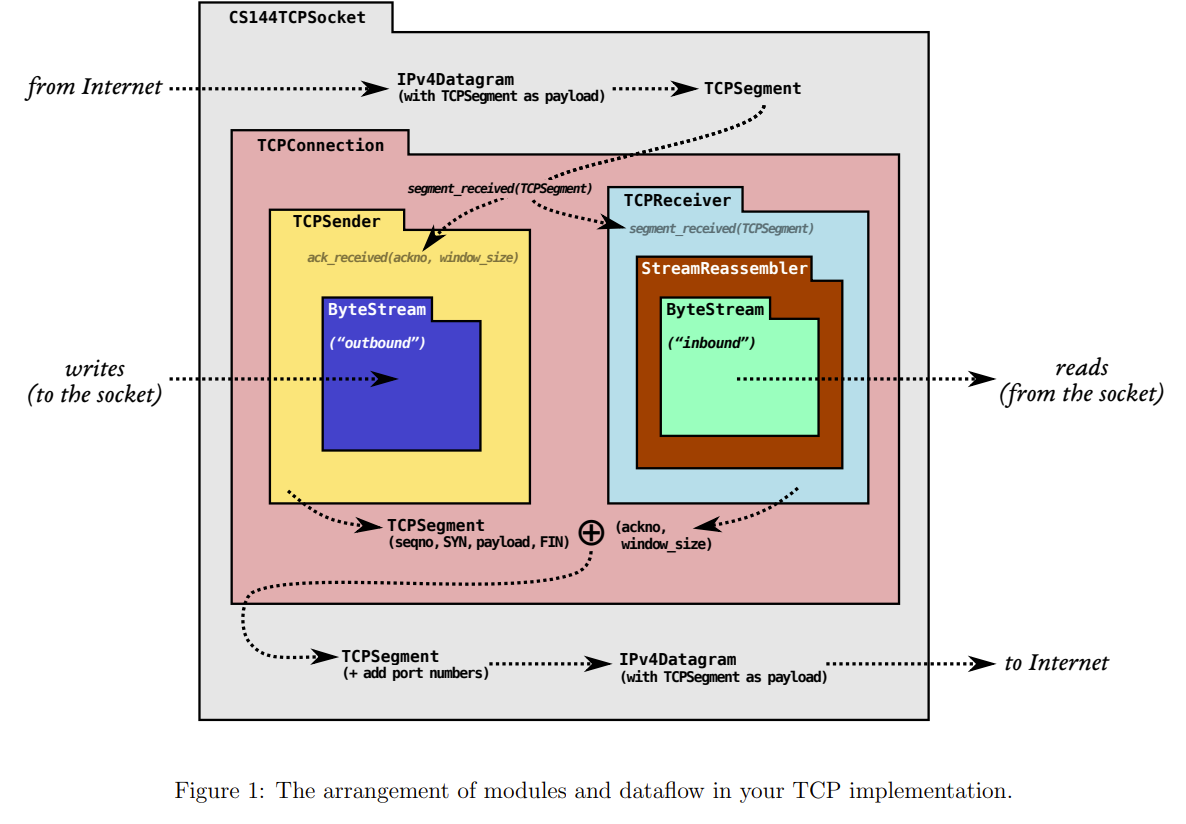 CS144TCPSocket
from Internet
IPv4Datagram
(with TCPSegment as payload)
TCPSegment
TCPConnection
segment_received(TCPSegment)
TCPSender
ack_received(ackno, window_size)
ByteStream
(“outbound”)
TCPReceiver
segment_received(TCPSegment)
StreamReassembler
ByteStream
(“inbound”)
writes
(to the socket)
reads
(from the socket)
TCPSegment
(seqno, SYN, payload, FIN)
(ackno,
window_size)
TCPSegment
(+ add port numbers)
IPv4Datagram
(with TCPSegment as payload)
to Internet
Figure 1: The arrangement of modules and dataflow in your TCP implementation.